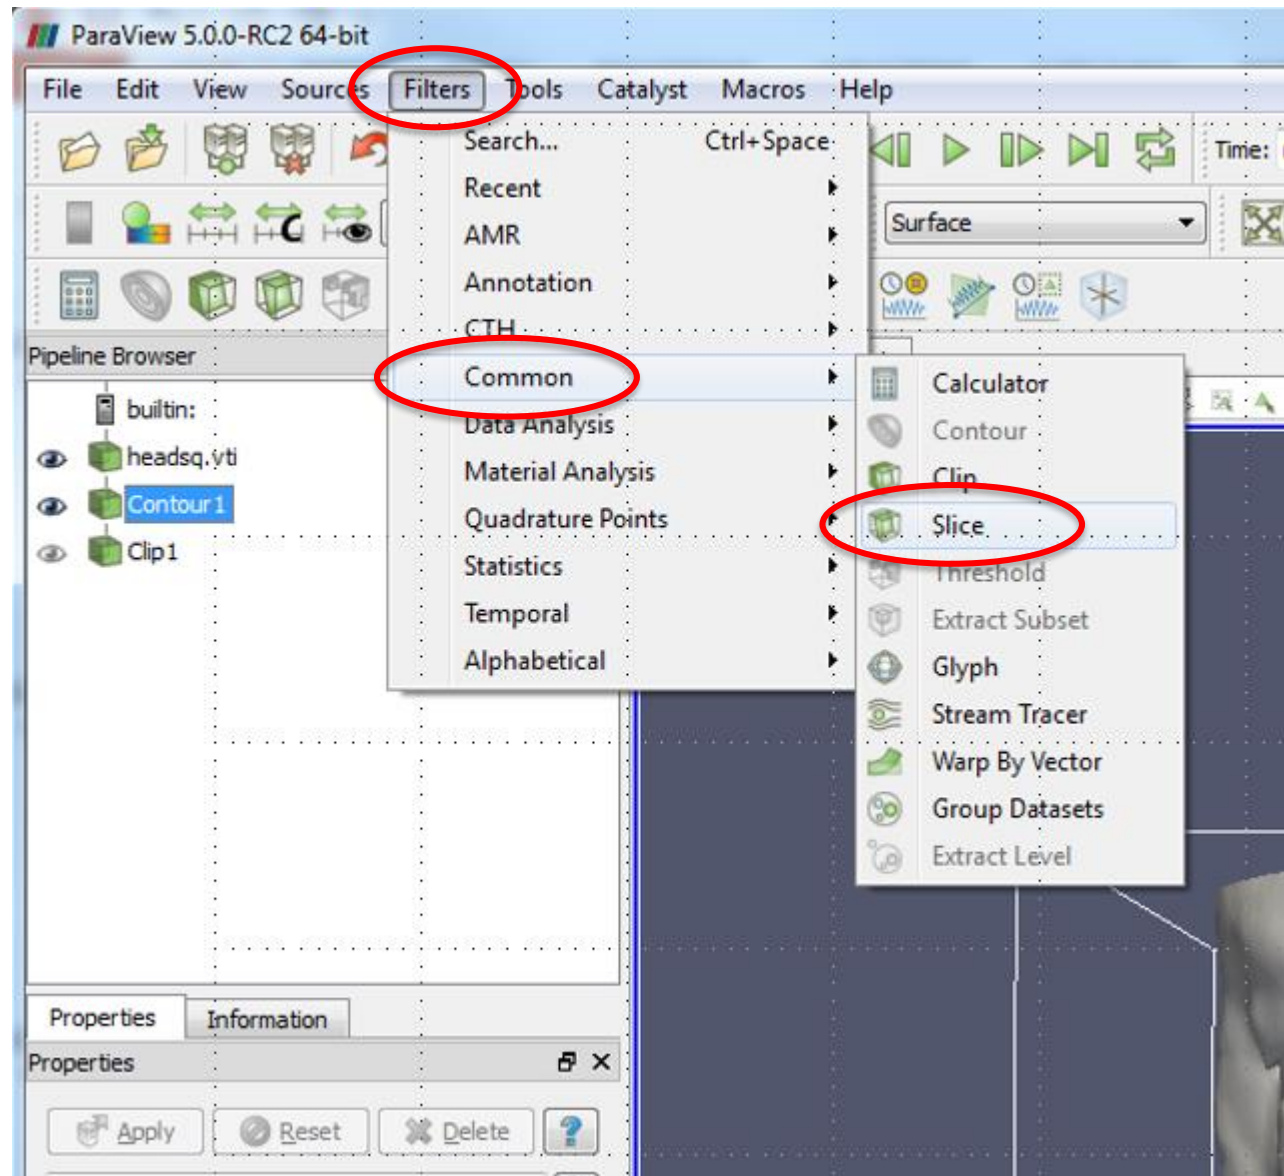 ParaView 5.0.0-RC2 64-bit
File Edit View Sources Filters Tools Catalyst Macros Help
Search... Ctrl+Space
Time:
Recent
AMR
Surface
Annotation
CTH
Pipeline Browser
Common
Calculator
builtin:
Data Analysis
Contour
headsq.vti
Material Analysis
Clip
Contour1
Quadrature Points
Slice
Clip1
Statistics
Threshold
Temporal
Extract Subset
Alphabetical
Glyph
Stream Tracer
Warp By Vector
Group Datasets
Extract Level
Properties Information
Properties
Apply Reset Delete ?